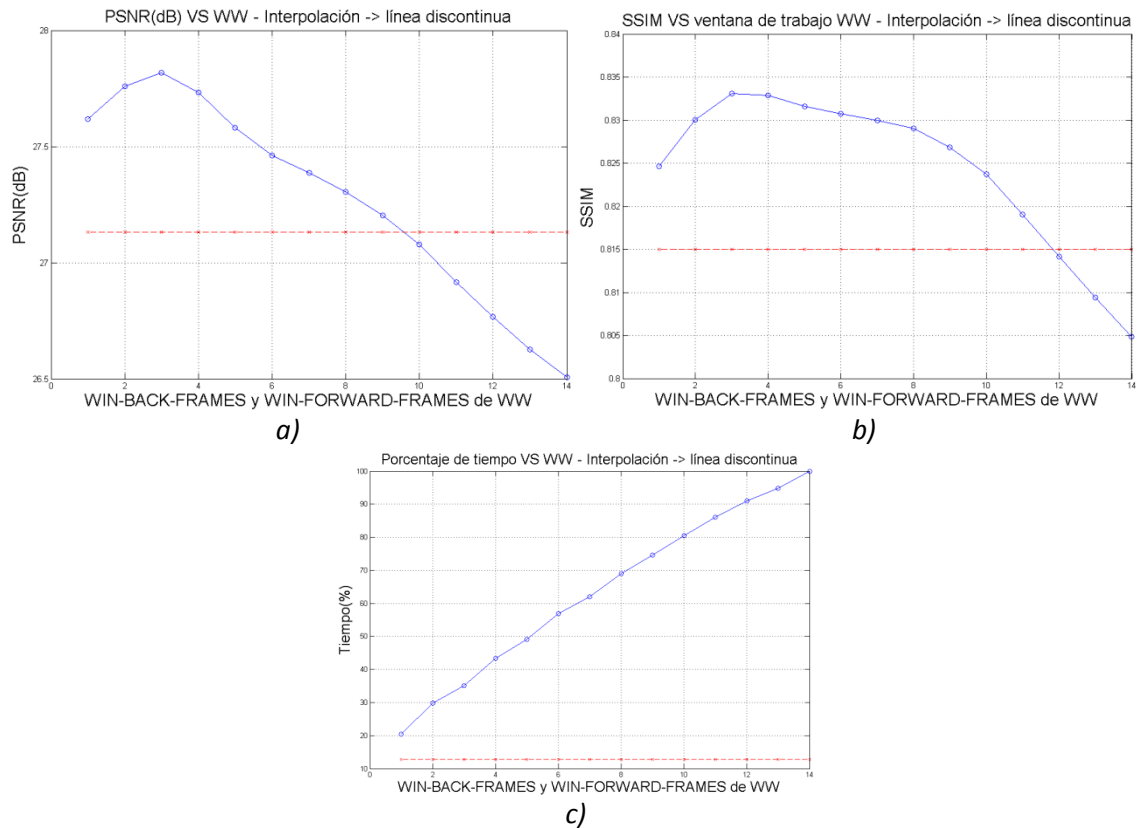 PSNR(dB) VS WW - Interpolación -> línea discontinua
28
27.5
27
26.5
PSNR(dB)
0 2 4 6 8 10 12 14
WIN-BACK-FRAMES y WIN-FORWARD-FRAMES de WW
a)
SSIM VS ventana de trabajo WW - Interpolación -> línea discontinua
0.84
0.835
0.83
0.825
0.82
0.815
0.81
0.805
0.8
SSIM
0 2 4 6 8 10 12 14
WIN-BACK-FRAMES y WIN-FORWARD-FRAMES de WW
b)
Porcentaje de tiempo VS WW - Interpolación -> línea discontinua
100
90
80
70
60
50
40
30
20
10
Tiempo(%)
0 2 4 6 8 10 12 14
WIN-BACK-FRAMES y WIN-FORWARD-FRAMES de WW
c)